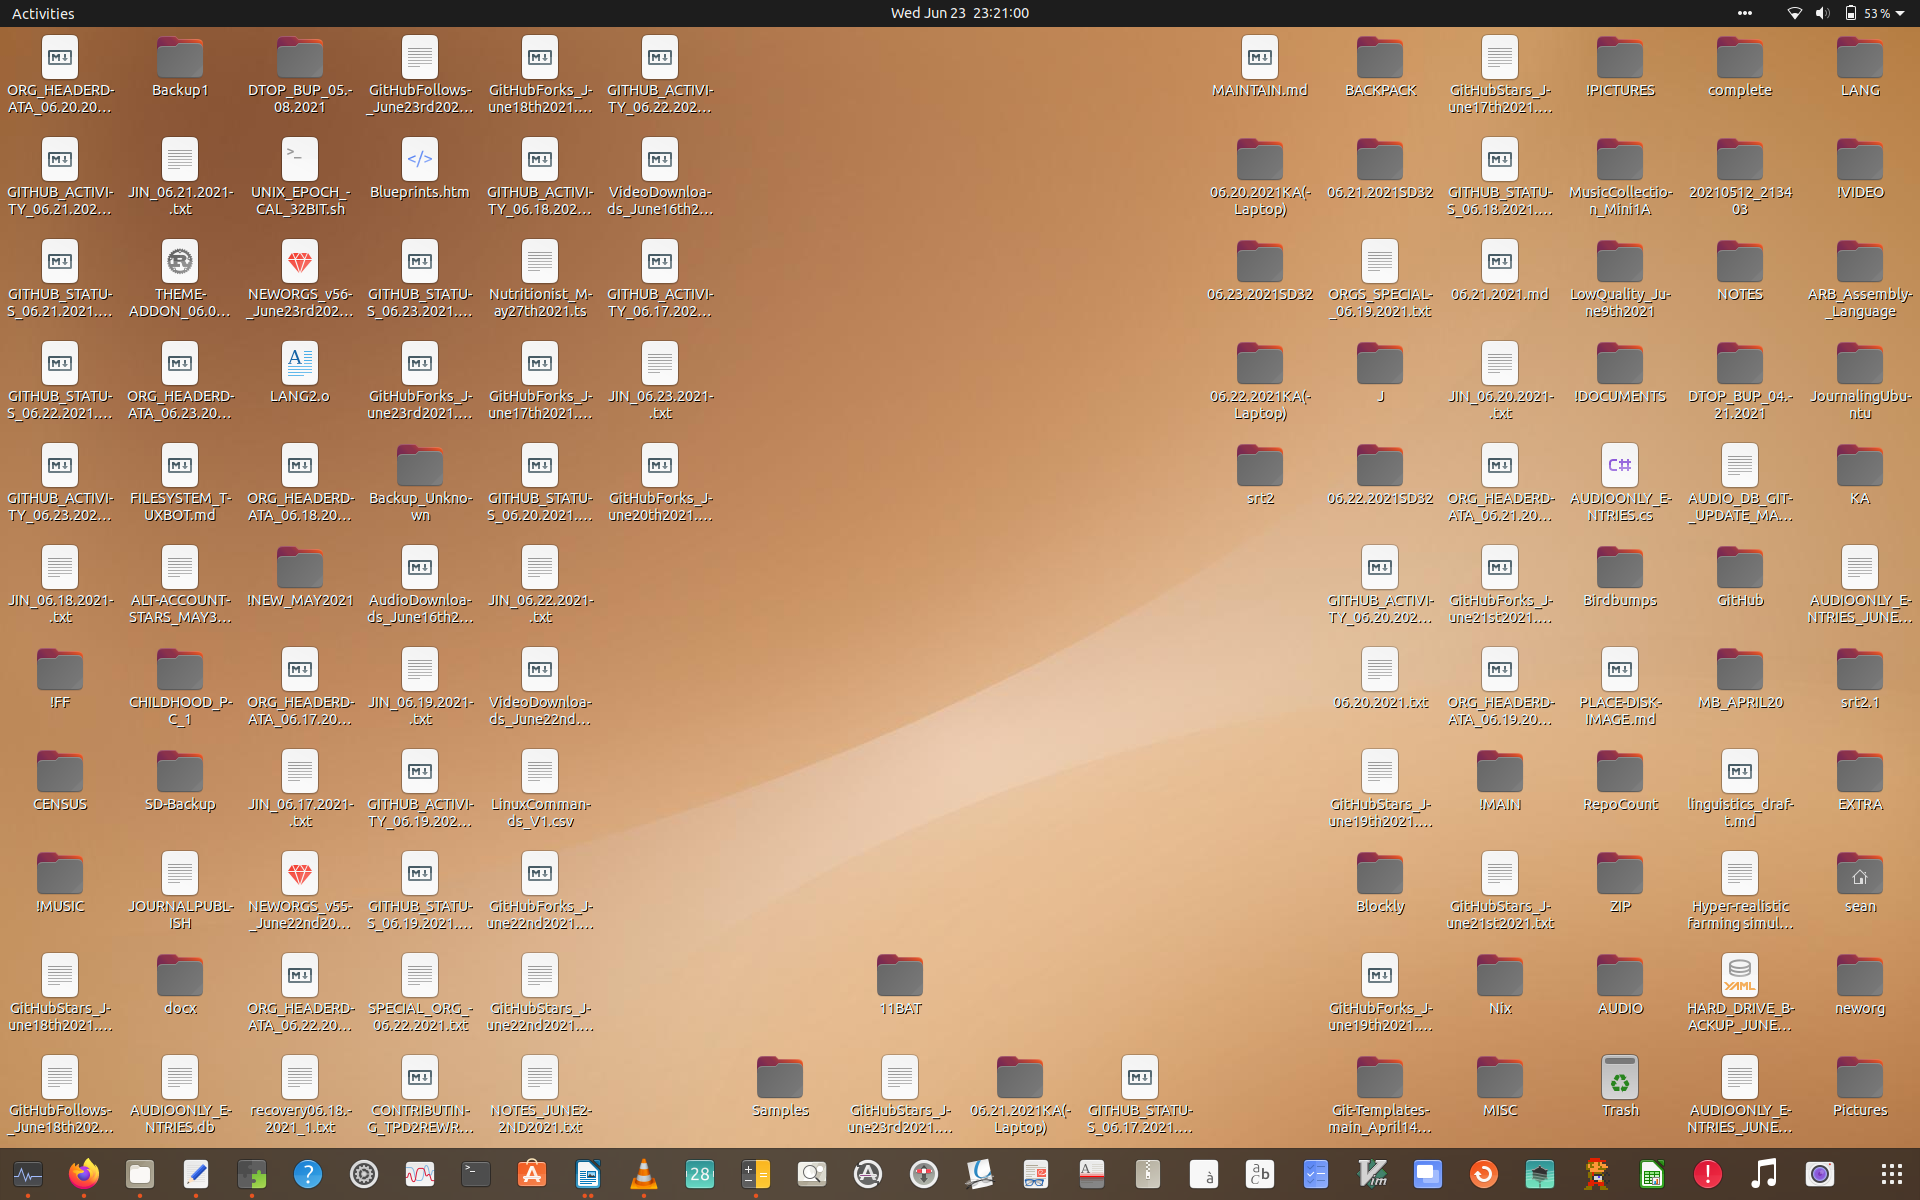 Activities
Wed Jun 23 23:21:00
53 %
ORG_HEADERD-
ATA_06.20.20...
Backup1
DTOP_BUP_05.-
08.2021
GitHubFollows-
_June23rd202...
GitHubForks_J-
une18th2021....
GITHUB_ACTIVI-
TY_06.22.202...
MAINTAIN.md
BACKPACK
GitHubStars_J-
une17th2021....
!PICTURES
complete
LANG
GITHUB_ACTIVI-
TY_06.21.202...
JIN_06.21.2021-
.txt
UNIX_EPOCH_-
CAL_32BIT.sh
Blueprints.htm
GITHUB_ACTIVI-
TY_06.18.202...
VideoDownloa-
ds_June16th2...
06.20.2021KA(-
Laptop)
06.21.2021SD32
GITHUB_STATU-
S_06.18.2021....
MusicCollectio-
n_Mini1A
20210512_2134
03
!VIDEO
GITHUB_STATU-
S_06.21.2021....
THEME-
ADDON_06.0...
NEWORGS_v56-
_June23rd202...
GITHUB_STATU-
S_06.23.2021....
Nutritionist_M-
ay27th2021.ts
GITHUB_ACTIVI-
TY_06.17.202...
06.23.2021SD32
ORGS_SPECIAL-
_06.19.2021.txt
06.21.2021.md
LowQuality_Ju-
ne9th2021
NOTES
ARB_Assembly-
_Language
GITHUB_STATU-
S_06.22.2021....
ORG_HEADERD-
ATA_06.23.20...
LANG2.o
GitHubForks_J-
une23rd2021....
GitHubForks_J-
une17th2021....
JIN_06.23.2021-
.txt
06.22.2021KA(-
Laptop)
J
JIN_06.20.2021-
.txt
!DOCUMENTS
DTOP_BUP_04.-
21.2021
JournalingUbu-
ntu
GITHUB_ACTIVI-
TY_06.23.202...
FILESYSTEM_T-
UXBOT.md
ORG_HEADERD-
ATA_06.18.20...
Backup_Unkno-
wn
GITHUB_STATU-
S_06.20.2021....
GitHubForks_J-
une20th2021....
srt2
06.22.2021SD32
ORG_HEADERD-
ATA_06.21.20...
C#
AUDIOONLY_E-
NTRIES.cs
AUDIO_DB_GIT-
_UPDATE_MA...
KA
JIN_06.18.2021-
.txt
ALT-ACCOUNT-
STARS_MAY3...
!NEW_MAY2021
AudioDownloa-
ds_June16th2...
JIN_06.22.2021-
.txt
GITHUB_ACTIVI-
TY_06.20.202...
GitHubForks_J-
une21st2021....
Birdbumps
GitHub
AUDIOONLY_E-
NTRIES_JUNE...
!FF
CHILDHOOD_P-
C_1
ORG_HEADERD-
ATA_06.17.20...
JIN_06.19.2021-
.txt
VideoDownloa-
ds_June22nd...
06.20.2021.txt
ORG_HEADERD-
ATA_06.19.20...
PLACE-DISK-
IMAGE.md
MB_APRIL20
srt2.1
CENSUS
SD-Backup
JIN_06.17.2021-
.txt
GITHUB_ACTIVI-
TY_06.19.202...
LinuxComman-
ds_V1.csv
GitHubStars_J-
une19th2021....
!MAIN
RepoCount
linguistics_draf-
t.md
EXTRA
!MUSIC
JOURNALPUBL-
ISH
NEWORGS_v55-
_June22nd20...
GITHUB_STATU-
S_06.19.2021....
GitHubForks_J-
une22nd2021....
Blockly
GitHubStars_J-
une21st2021.txt
ZIP
Hyper-realistic
farming simul...
sean
GitHubStars_J-
une18th2021....
docx
ORG_HEADERD-
ATA_06.22.20...
SPECIAL_ORG_-
06.22.2021.txt
GitHubStars_J-
une22nd2021....
11BAT
GitHubForks_J-
une19th2021....
Nix
AUDIO
YAML
HARD_DRIVE_B-
ACKUP_JUNE...
neworg
GitHubFollows-
_June18th202...
AUDIOONLY_E-
NTRIES.db
recovery06.18.-
2021_1.txt
CONTRIBUTIN-
G_TPD2REWR...
NOTES_JUNE2-
2ND2021.txt
Samples
GitHubStars_J-
une23rd2021....
06.21.2021KA(-
Laptop)
GITHUB_STATU-
S_06.17.2021....
Git-Templates-
main_April14...
MISC
Trash
AUDIOONLY_E-
NTRIES_JUNE...
Pictures
28